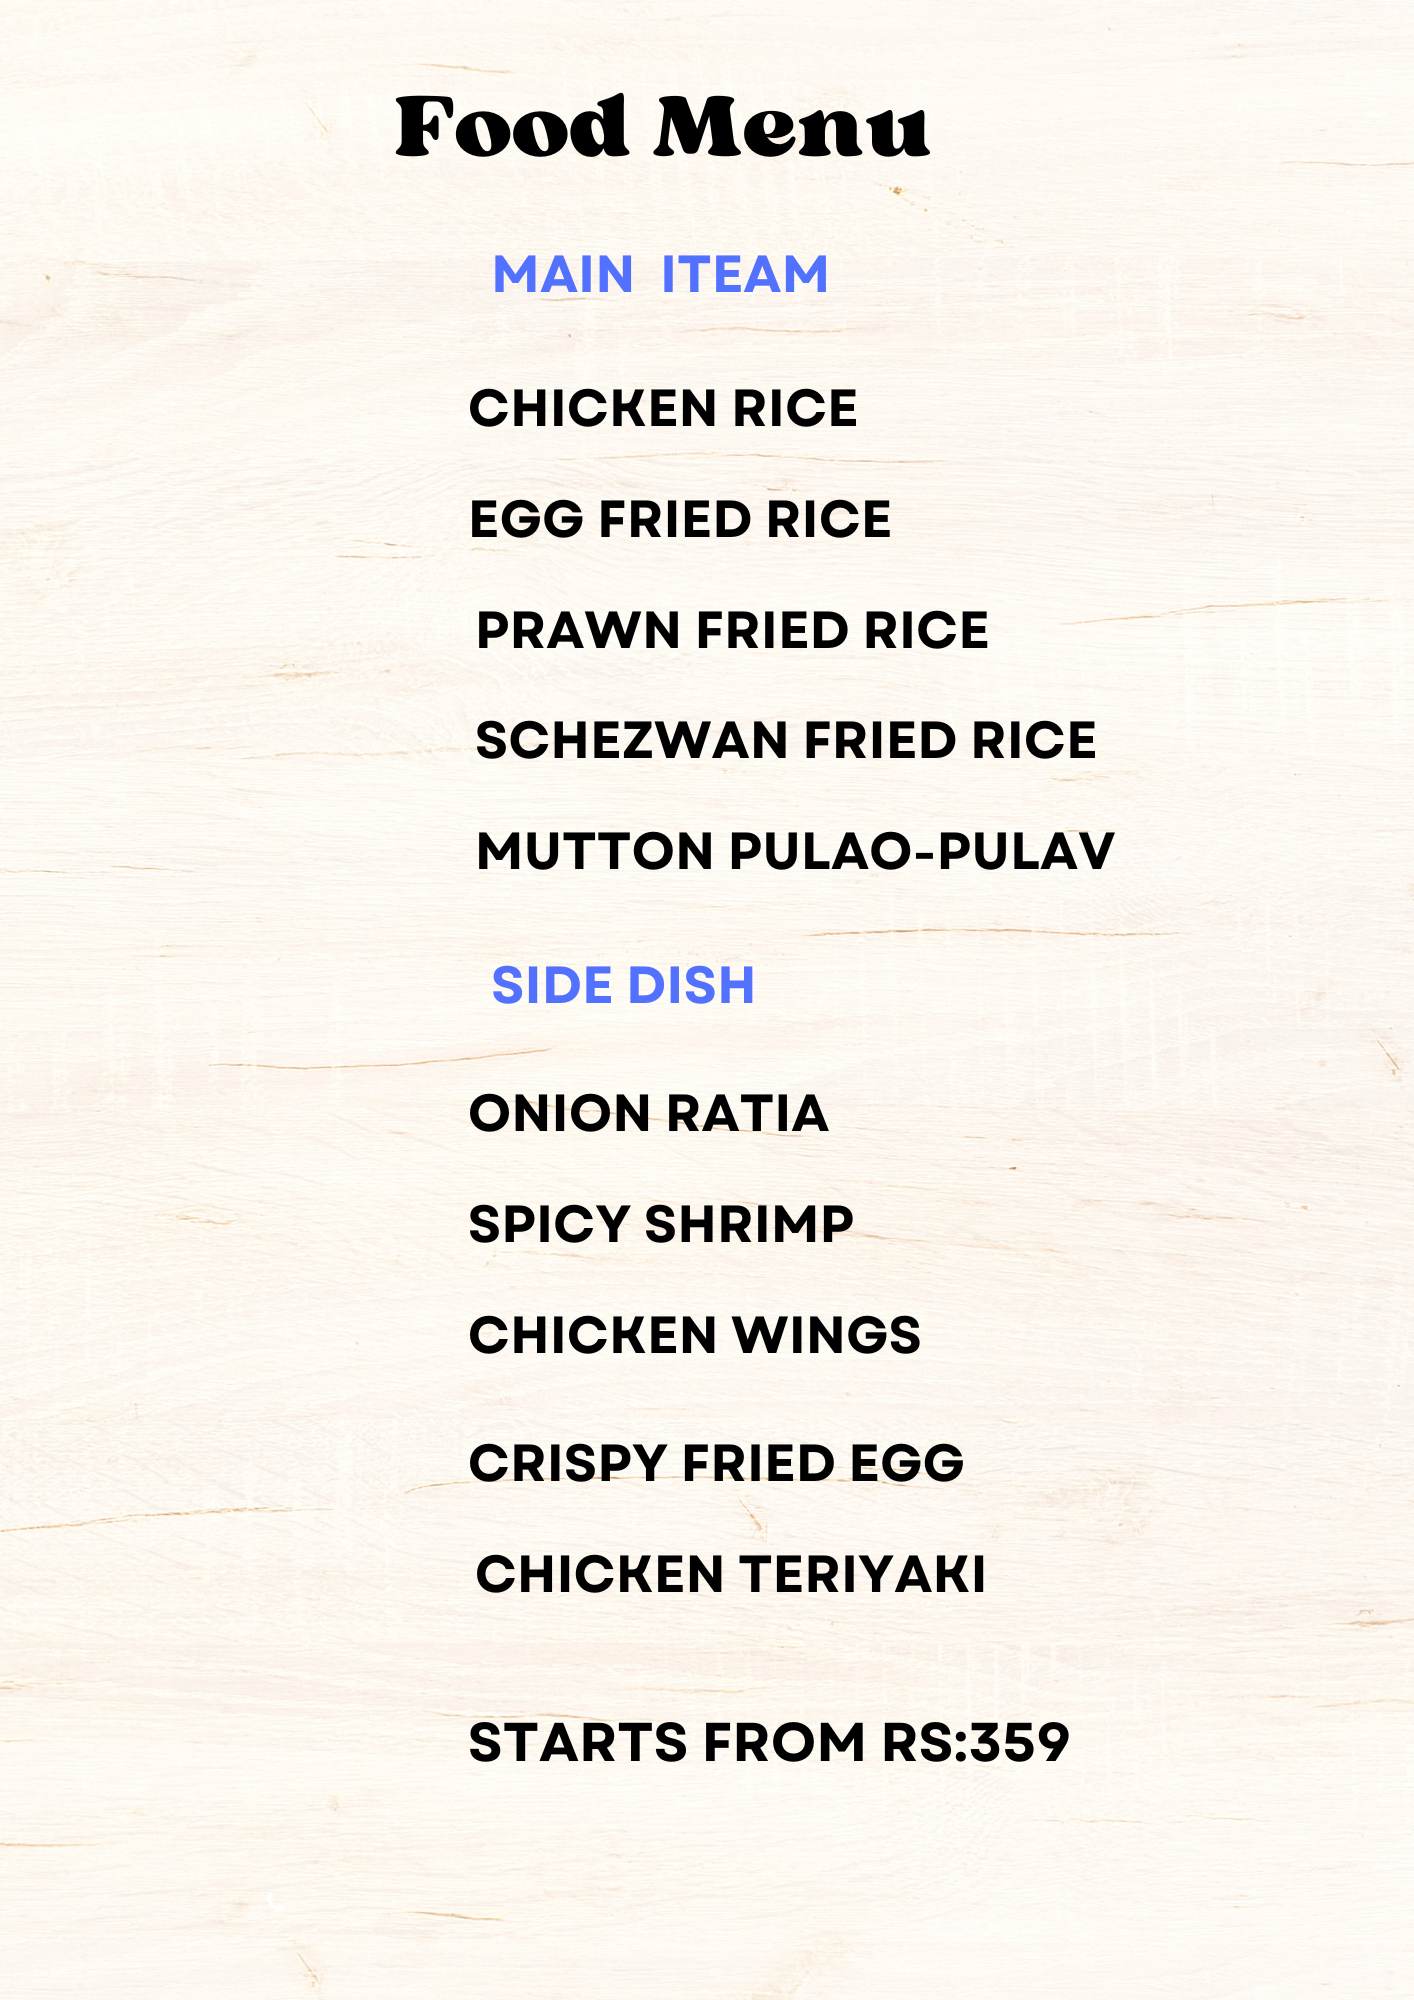 Food Menu
MAIN ITEAM
CHICKEN RICE
EGG FRIED RICE
PRAWN FRIED RICE
SCHEZWAN FRIED RICE
MUTTON PULAO-PULAV
SIDE DISH
ONION RATIA
SPICY SHRIMP
CHICKEN WINGS
CRISPY FRIED EGG
CHICKEN TERIYAKI
STARTS FROM RS:359